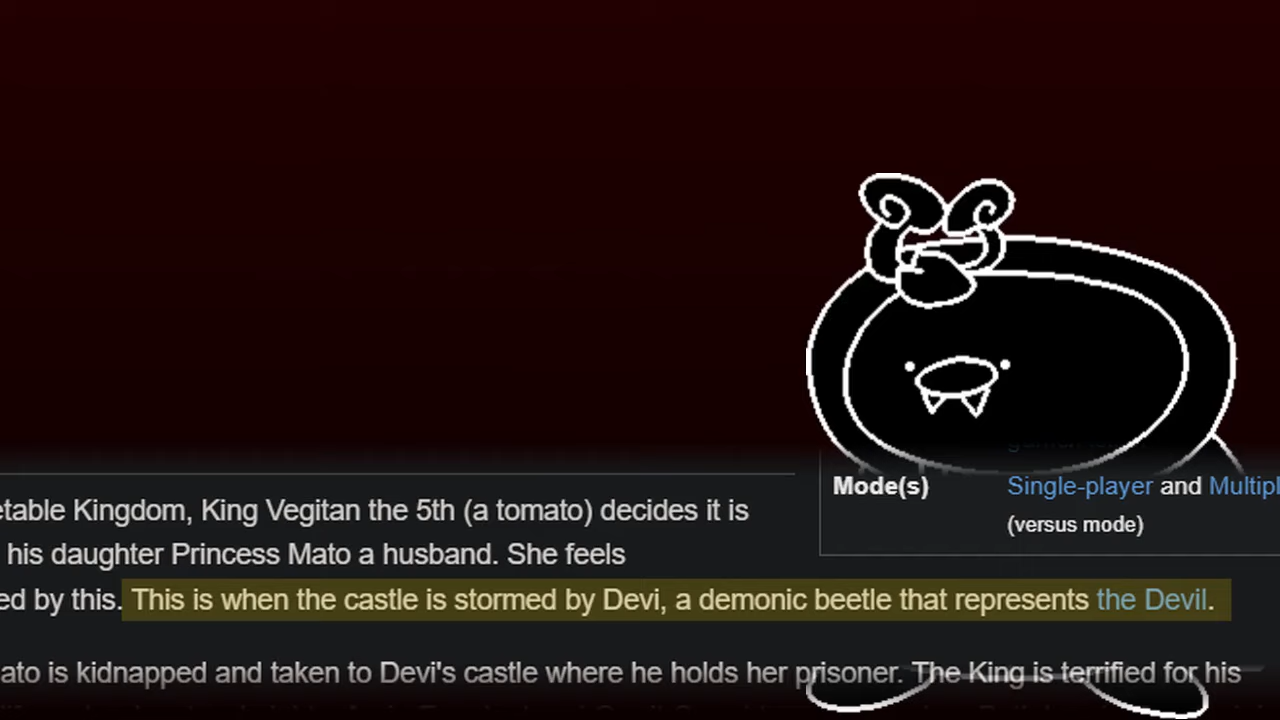 Mode(s) Single-player and Multipl
(versus mode)
etable Kingdom, King Vegitan the 5th (a tomato) decides it is
his daughter Princess Mato a husband. She feels
ed by this. This is when the castle is stormed by Devi, a demonic beetle that represents the Devil.
ato is kidnapped and taken to Devi's castle where he holds her prisoner. The King is terrified for his